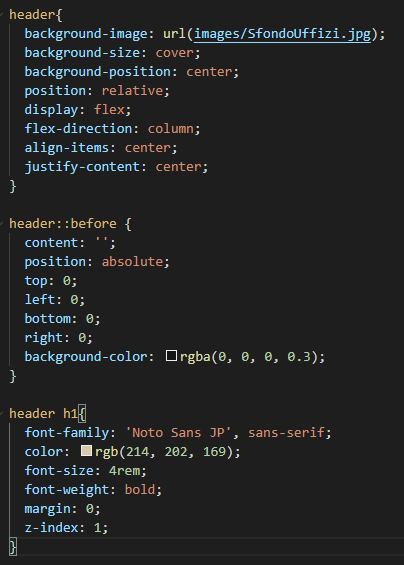 header{
background-image: url(images/SfondoUffizi.jpg);
background-size: cover;
background-position: center;
position: relative;
display: flex;
flex-direction: column;
align-items: center;
justify-content: center;
}
header::before {
content: '';
position: absolute;
top: 0;
left: 0;
bottom: 0;
right: 0;
background-color: rgba(0, 0, 0, 0.3);
}
header h1{
font-family: 'Noto Sans JP', sans-serif;
color: rgb(214, 202, 169);
font-size: 4rem;
font-weight: bold;
margin: 0;
z-index: 1;
}